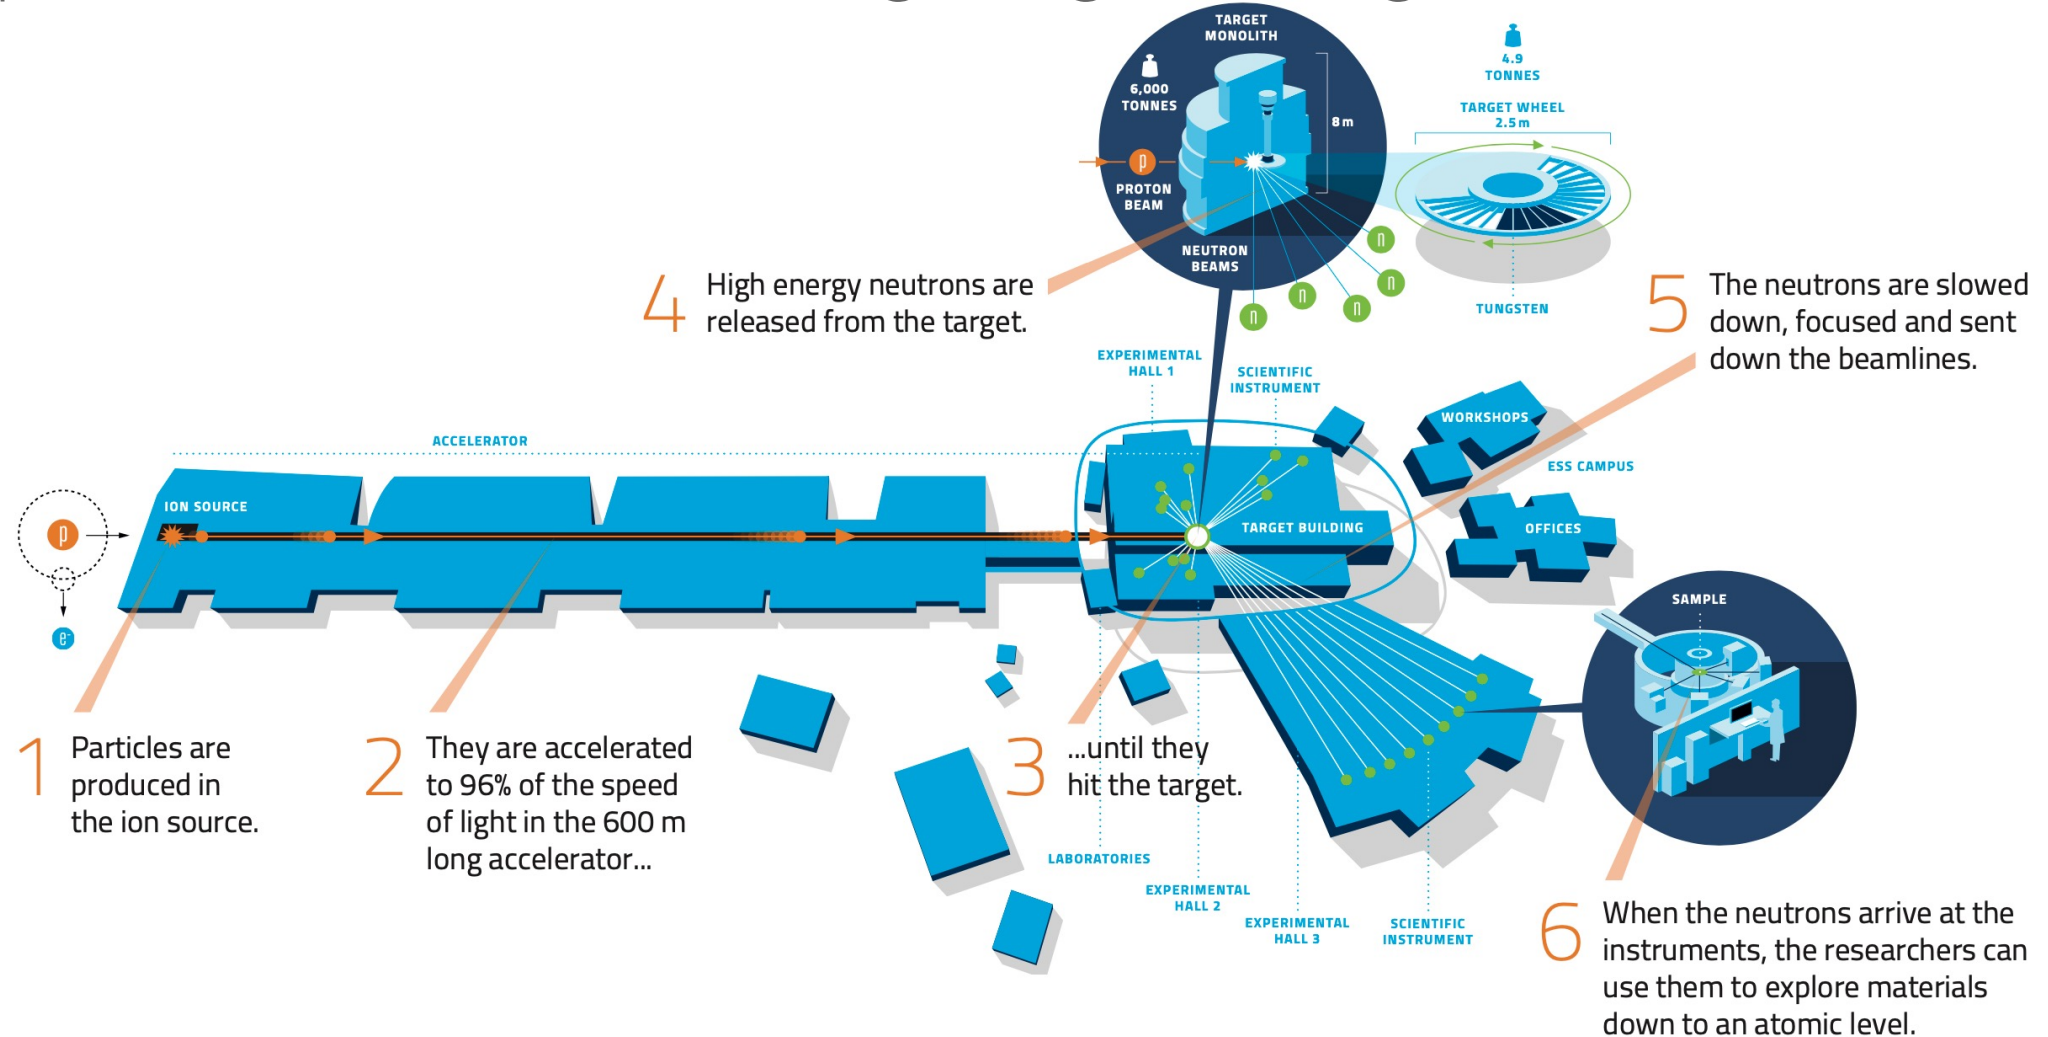 TARGET
MONOLITH
6,000
TONNES
8 m
p
PROTON
BEAM
NEUTRON
BEAMS
n
n
n
n
n
4.9
TONNES
TARGET WHEEL
2.5 m
TUNGSTEN
4
High energy neutrons are
released from the target.
5
The neutrons are slowed
down, focused and sent
down the beamlines.
EXPERIMENTAL
HALL 1
SCIENTIFIC
INSTRUMENT
ACCELERATOR
ION SOURCE
p
e-
TARGET BUILDING
WORKSHOPS
ESS CAMPUS
OFFICES
SAMPLE
1
Particles are
produced in
the ion source.
2
They are accelerated
to 96% of the speed
of light in the 600 m
long accelerator...
3
...until they
hit the target.
LABORATORIES
EXPERIMENTAL
HALL 2
EXPERIMENTAL
HALL 3
SCIENTIFIC
INSTRUMENT
6
When the neutrons arrive at the
instruments, the researchers can
use them to explore materials
down to an atomic level.